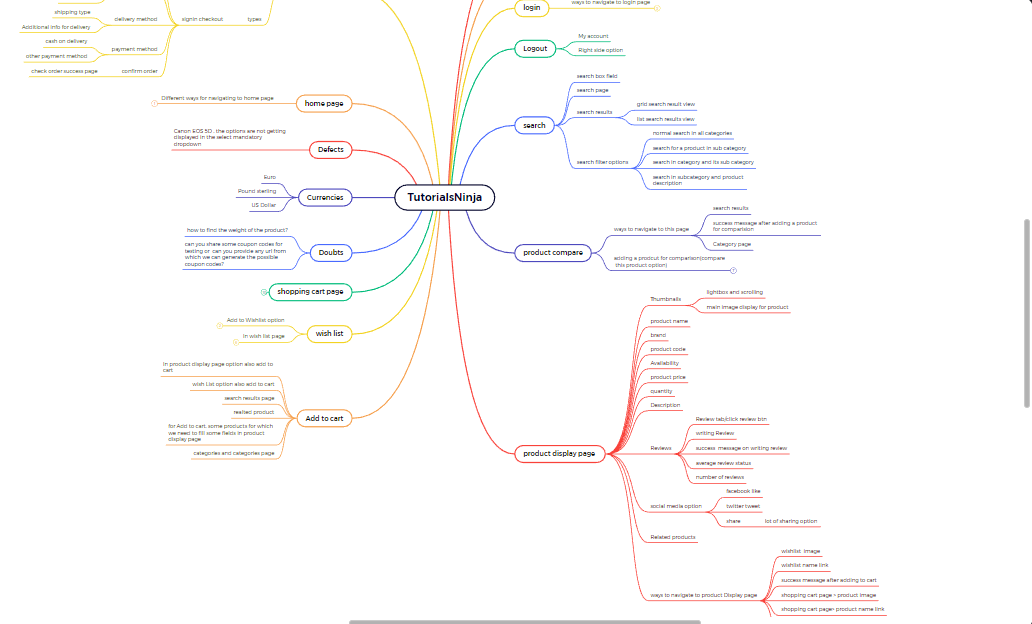 shipping type
Additional info for delivery
delivery method
signin checkout
types
cash on delivery
other payment method
payment method
check order success page
confirm order
Different ways for navigating to home page
home page
Canon EOS 5D , the options are not getting
displayed in the select mandatory
dropdown
Defects
Euro
Pound sterling
US Dollar
Currencies
TutorialsNinja
how to find the weight of the product?
can you share some coupon codes for
testing or can you provide any url from
which we can generate the possible
coupon codes?
Doubts
shopping cart page
Add to Wishlist option
in wish list page
wish list
In product display page option also add to
cart
wish List option also add to cart
search results page
realted product
for Add to cart, some products for which
we need to fill some fields in product
display page
categories and categories page
Add to cart
login
ways to navigate to login page
Logout
My account
Right side option
search
search box field
search page
search results
grid search result view
list search results view
search filter options
normal search in all categories
search for a product in sub category
search in category and its sub category
search in subcategory and product
description
product compare
ways to navigate to this page
search results
success message after adding a product
for comparision
Category page
adding a prodcut for comparison(compare
this product option)
product display page
Thumbnails
lightbox and scrolling
main image display for product
product name
brand
product code
Availability
product price
quantity
Description
Reviews
Review tab/click review btn
writing Review
success message on writing review
average review status
number of reviews
social media option
facebook like
twitter tweet
share
lot of sharing option
Related products
ways to navigate to product Display page
wishlist image
wishlist name link
success message after adding to cart
shopping cart page > product image
shopping cart page> product name link